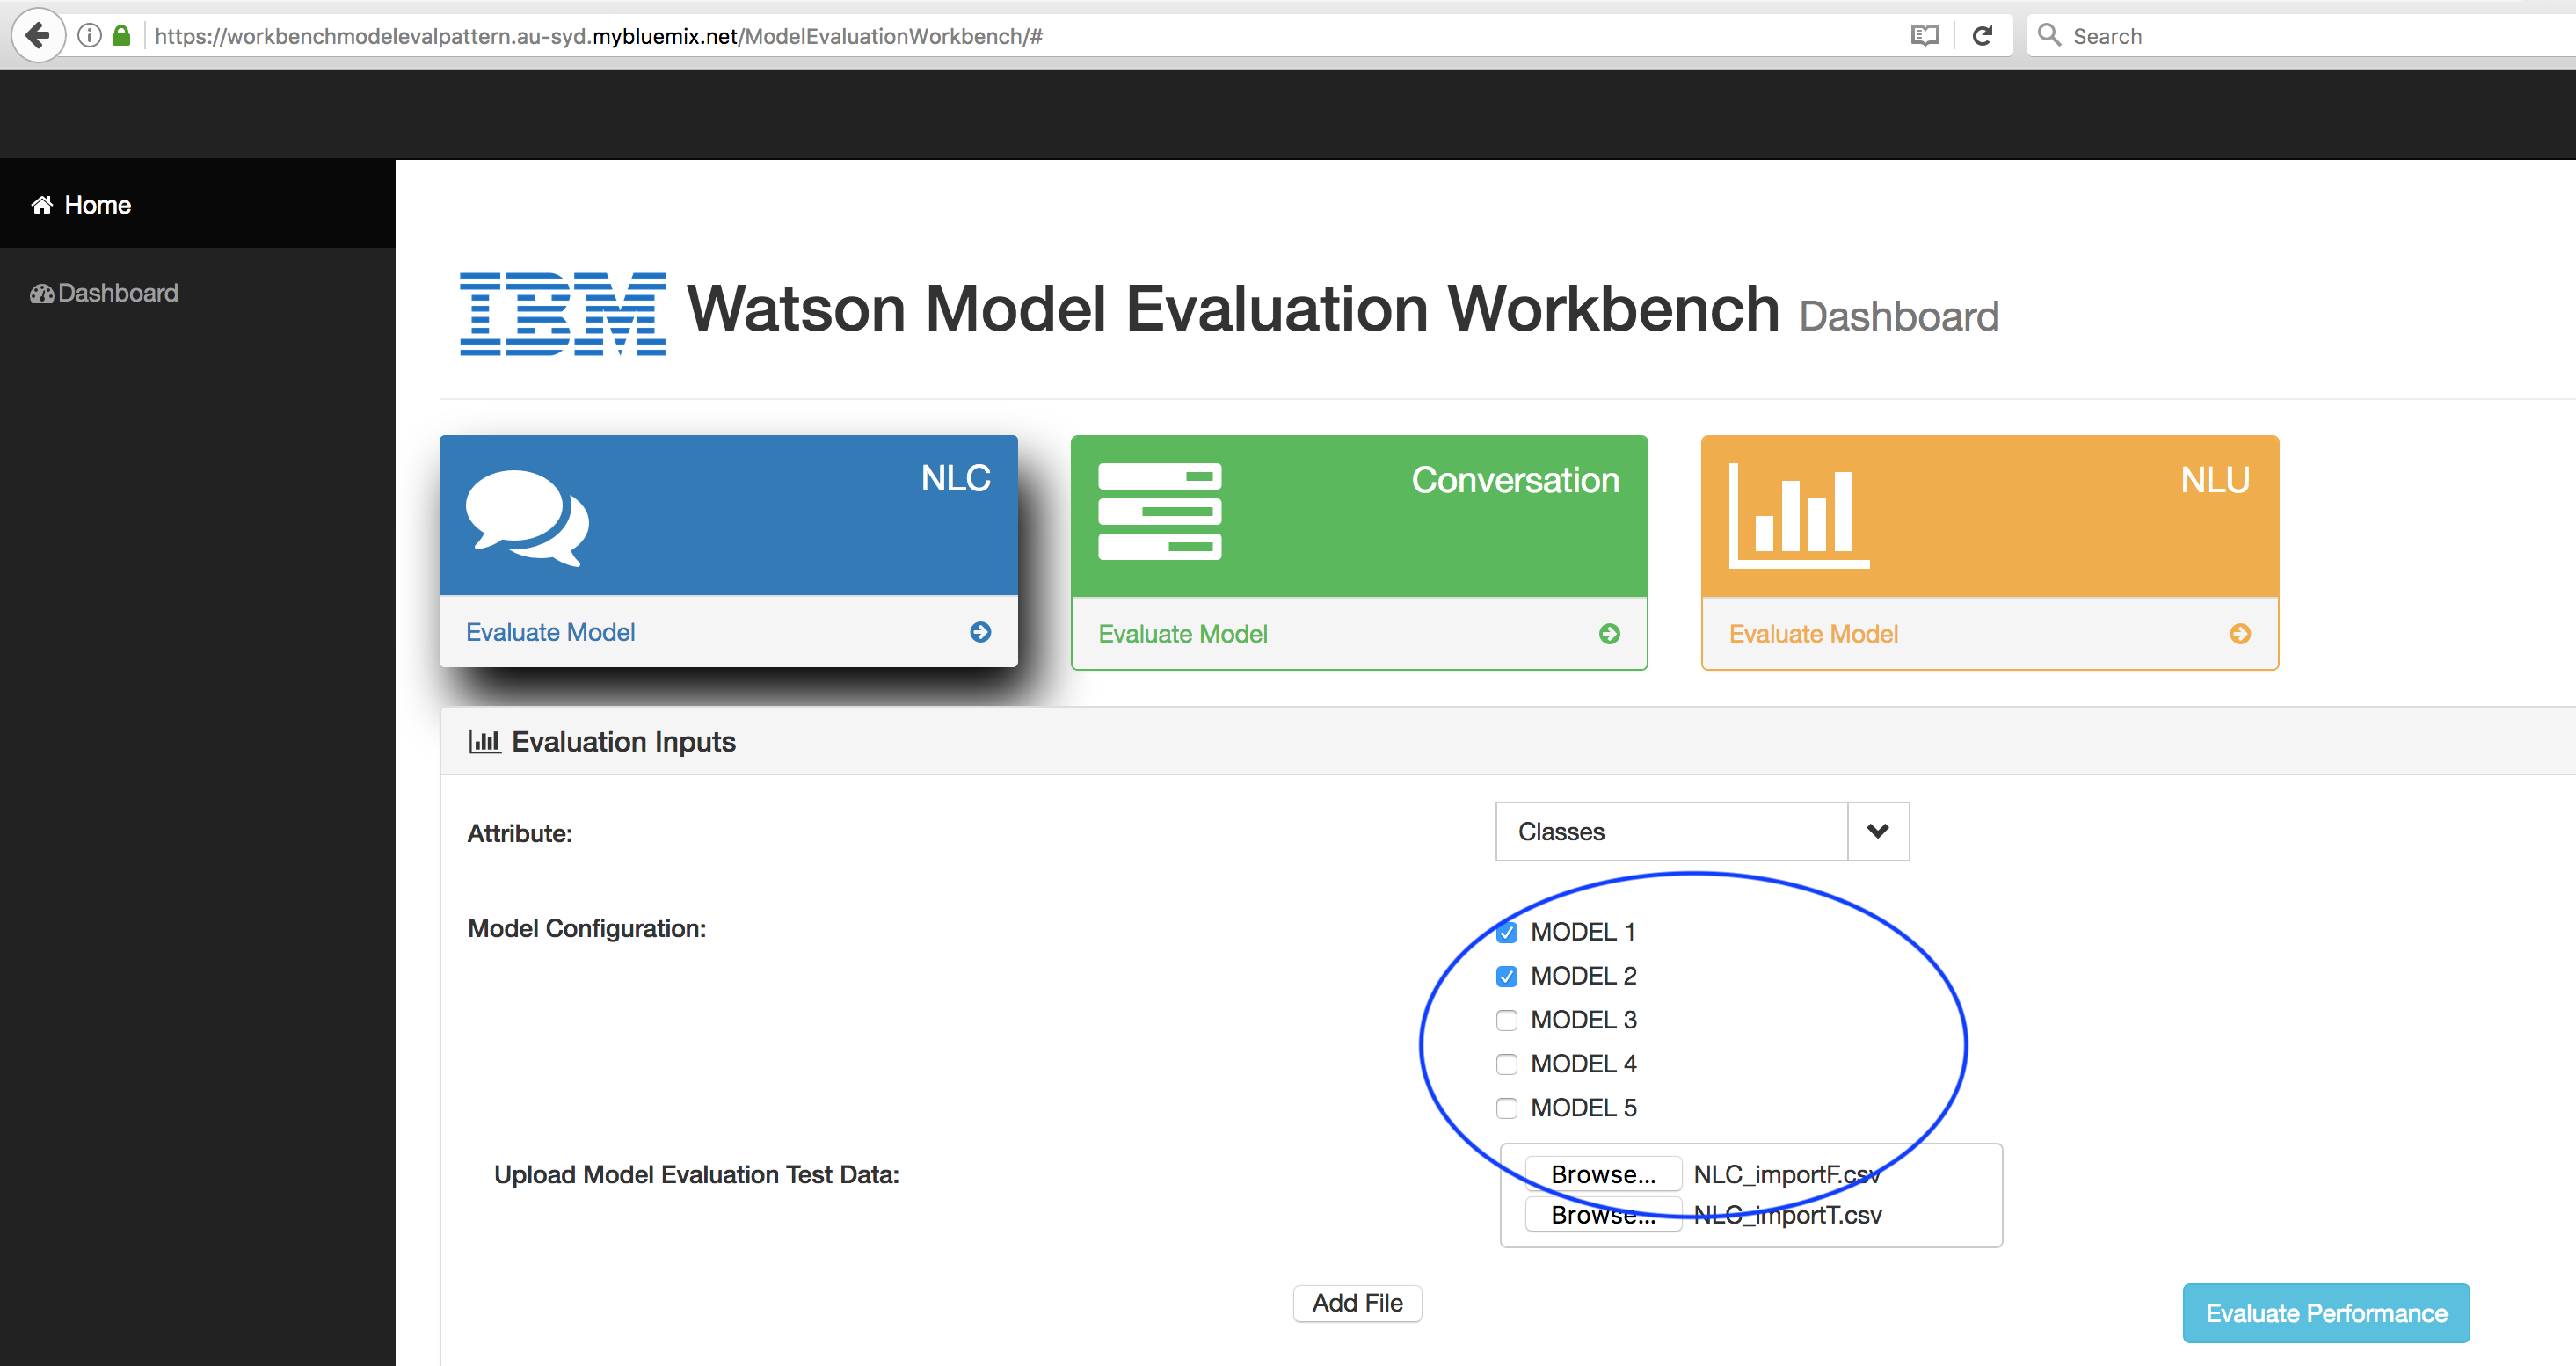 https://workbenchmodelevalpattern.au-syd.mybluemix.net/ModelEvaluationWorkbench/#
Search
Home
Dashboard
IBM Watson Model Evaluation Workbench Dashboard
NLC
Evaluate Model
Conversation
Evaluate Model
NLU
Evaluate Model
Evaluation Inputs
Attribute:
Classes
Model Configuration:
MODEL 1
MODEL 2
MODEL 3
MODEL 4
MODEL 5
Upload Model Evaluation Test Data:
Browse... NLC_importF.csv
Browse... NLC_importT.csv
Add File
Evaluate Performance